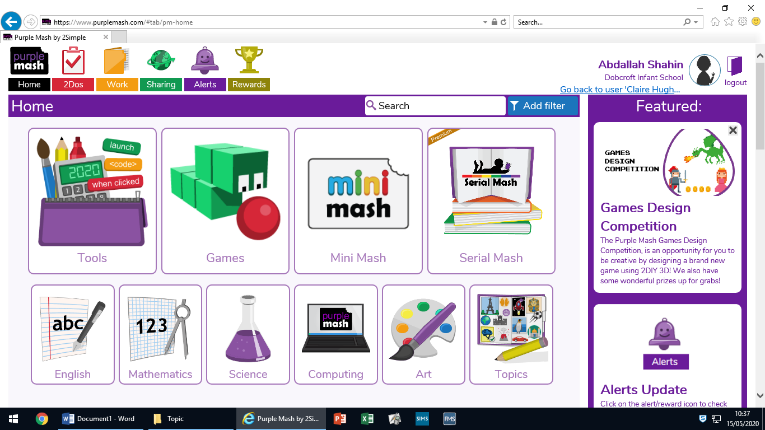 https://www.purplemash.com/#tab/pm-home
Search...
Purple Mash by 2Simple
purple
mash
Home
2Dos
Work
Sharing
Alerts
Rewards
Abdallah Shahin
Dobcroft Infant School
logout
Go back to user 'Claire Hugh...
Home
Search
Add filter
Featured:
launch
<code>
when clicked
2020
Tools
Games
mini
mash
Mini Mash
Serial Mash
Serial Mash
GAMES
DESIGN
COMPETITION
Games Design
Competition
The Purple Mash Games Design
Competition, is an opportunity for you to
be creative by designing a brand new
game using 2DIY 3D! We also have
some wonderful prizes up for grabs!
abc
English
123
Mathematics
Science
purple
mash
Computing
Art
Topics
Alerts
Alerts Update
Click on the alert/reward icon to check
Document1 - Word
Topic
Purple Mash by 2Si...
SIMS
FMS
10:37
15/05/2020